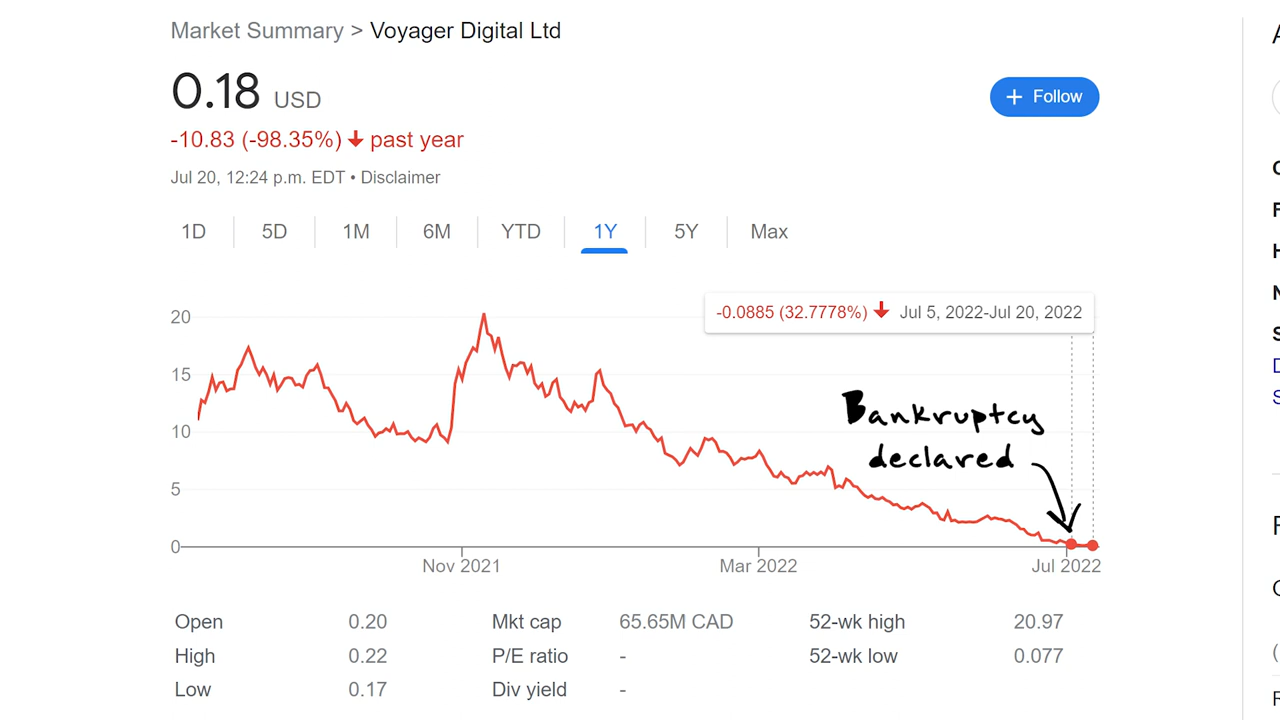 Market Summary > Voyager Digital Ltd
0.18 USD
+ Follow
-10.83 (-98.35%) ↓ past year
Jul 20, 12:24 p.m. EDT • Disclaimer
1D 5D 1M 6M YTD 1Y 5Y Max
-0.0885 (32.7778%) ↓ Jul 5, 2022-Jul 20, 2022
20
15
10
5
0
Bankruptcy
declared
Nov 2021 Mar 2022 Jul 2022
Open 0.20 Mkt cap 65.65M CAD 52-wk high 20.97
High 0.22 P/E ratio - 52-wk low 0.077
Low 0.17 Div yield -